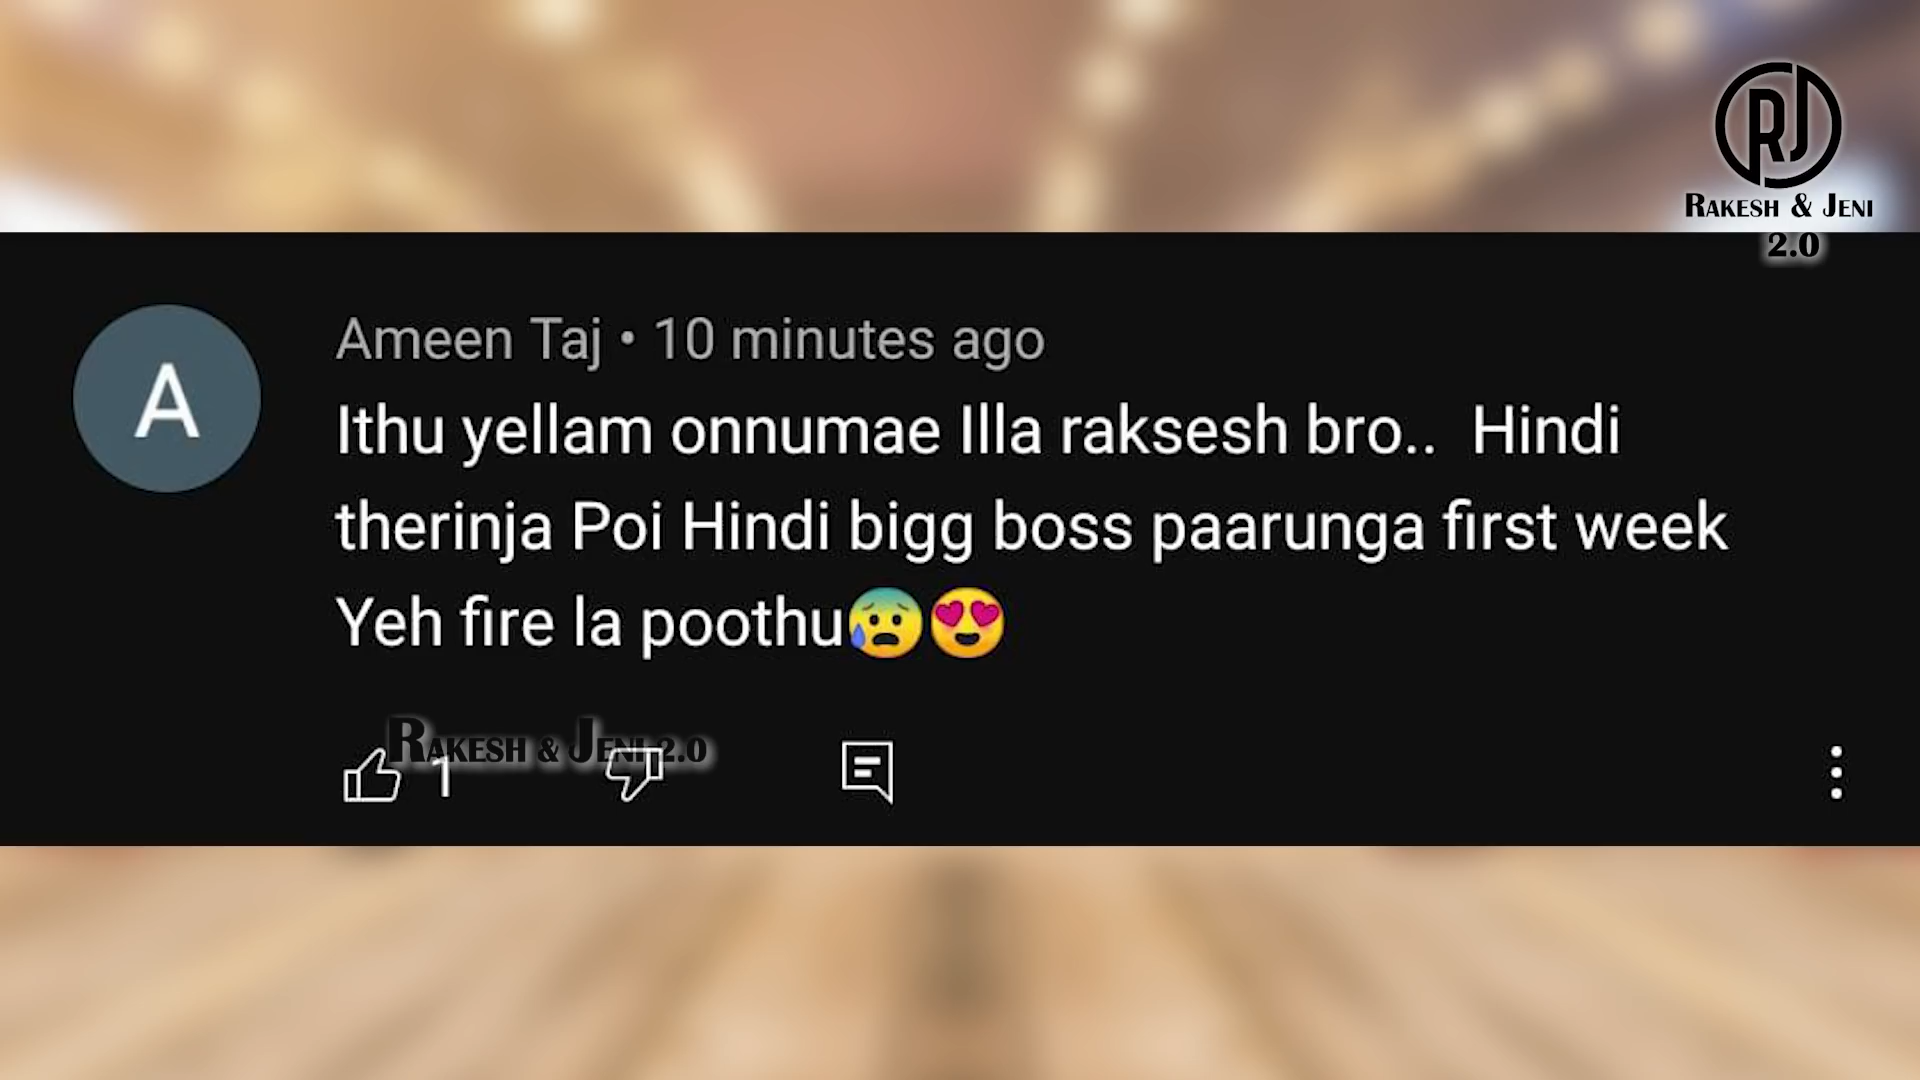 RJ
RAKESH & JENI
2.0
A
Ameen Taj • 10 minutes ago
Ithu yellam onnumae Illa raksesh bro.. Hindi
therinja Poi Hindi bigg boss paarunga first week
Yeh fire la poothu😰😍
RAKESH & JENI 2.0
1